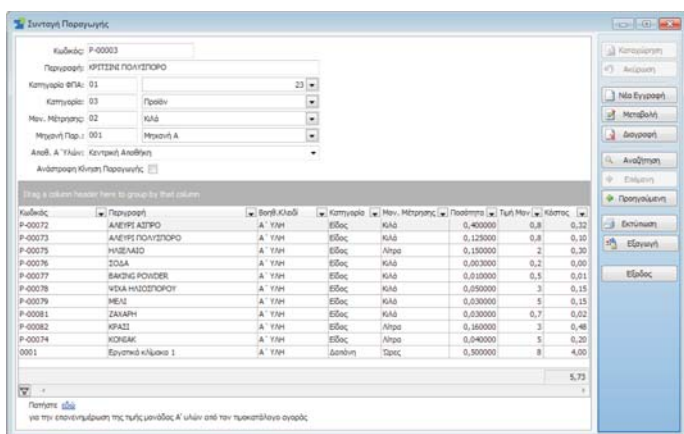 Συνταγή Παραγωγής
Κωδικός: P-00003
Περιγραφή: ΚΡΙΤΣΙΝΙ ΠΟΛΥΣΠΟΡΟ
Κατηγορία ΦΠΑ: 01 23
Κατηγορία: 03 Προϊόν
Μον. Μέτρησης: 02 Κιλά
Μηχανή Παρ.: 001 Μηχανή Α
Αποθ. Α΄Υλών: Κεντρική Αποθήκη
Ανάστροφη Κίνηση Παραγωγής
Drag a column header here to group by that column
Κωδικός Περιγραφή Βοηθ.Κλειδί Κατηγορία Μον. Μέτρησης Ποσότητα Τιμή Μον Κόστος
P-00072 ΑΛΕΥΡΙ ΑΣΠΡΟ Α΄ ΥΛΗ Είδος Κιλά 0,400000 0,8 0,32
P-00073 ΑΛΕΥΡΙ ΠΟΛΥΣΠΟΡΟ Α΄ ΥΛΗ Είδος Κιλά 0,125000 0,8 0,10
P-00075 ΗΛΙΕΛΑΙΟ Α΄ ΥΛΗ Είδος Λίτρα 0,150000 2 0,30
P-00076 ΣΟΔΑ Α΄ ΥΛΗ Είδος Κιλά 0,003000 0,2 0,00
P-00077 BAKING POWDER Α΄ ΥΛΗ Είδος Κιλά 0,010000 0,5 0,01
P-00078 ΨΙΧΑ ΗΛΙΟΣΠΟΡΟΥ Α΄ ΥΛΗ Είδος Κιλά 0,050000 3 0,15
P-00079 ΜΕΛΙ Α΄ ΥΛΗ Είδος Κιλά 0,030000 5 0,15
P-00081 ΖΑΧΑΡΗ Α΄ ΥΛΗ Είδος Κιλά 0,030000 0,7 0,02
P-00082 ΚΡΑΣΙ Α΄ ΥΛΗ Είδος Λίτρα 0,160000 3 0,48
P-00074 ΚΟΝΙΑΚ Α΄ ΥΛΗ Είδος Λίτρα 0,040000 5 0,20
0001 Εργατικά κλίμακα 1 Α΄ ΥΛΗ Δαπάνη Ώρες 0,500000 8 4,00
5,73
Πατήστε εδώ
για την επανενημέρωση της τιμής μονάδας Α΄ υλών από τον τιμοκατάλογο αγοράς
Καταχώρηση
Ακύρωση
Νέα Εγγραφή
Μεταβολή
Διαγραφή
Αναζήτηση
Επόμενη
Προηγούμενη
Εκτύπωση
Εξαγωγή
Έξοδος